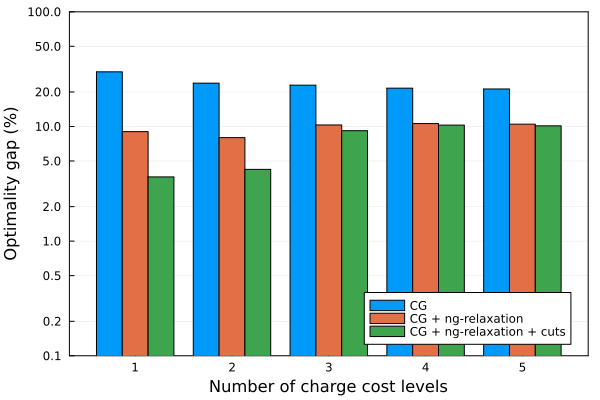 100.0
50.0
20.0
10.0
5.0
2.0
1.0
0.5
0.2
0.1
Optimality gap (%)
CG
CG + ng-relaxation
CG + ng-relaxation + cuts
1 2 3 4 5
Number of charge cost levels